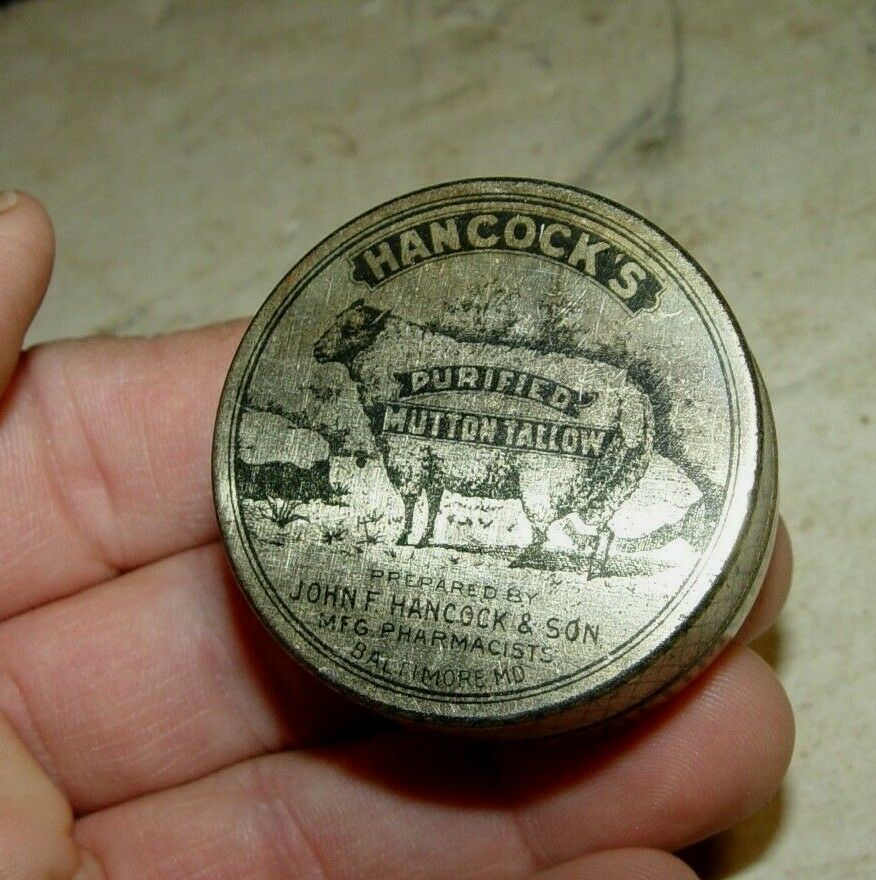 HANCOCK'S
PURIFIED
MUTTON TALLOW
PREPARED BY
JOHN F. HANCOCK & SON
MFG. PHARMACISTS
BALTIMORE MD